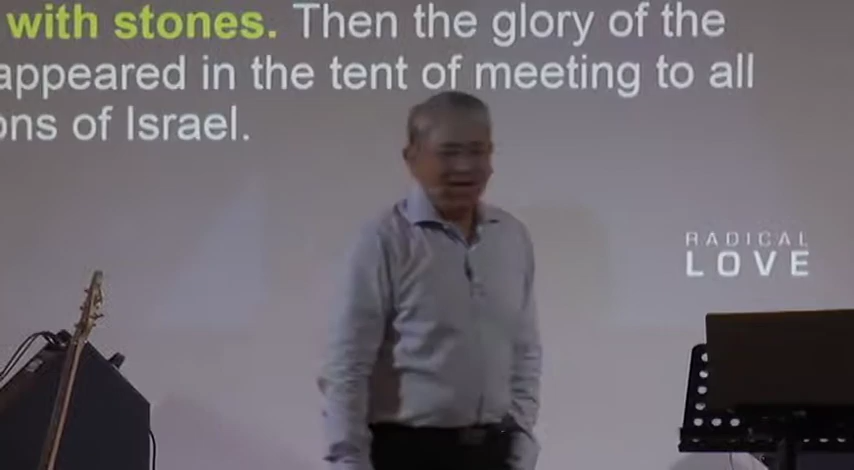 with stones. Then the glory of the
appeared in the tent of meeting to all
ons of Israel.
RADICAL
LOVE